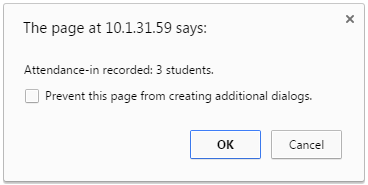 The page at 10.1.31.59 says:
Attendance-in recorded: 3 students.
Prevent this page from creating additional dialogs.
OK Cancel